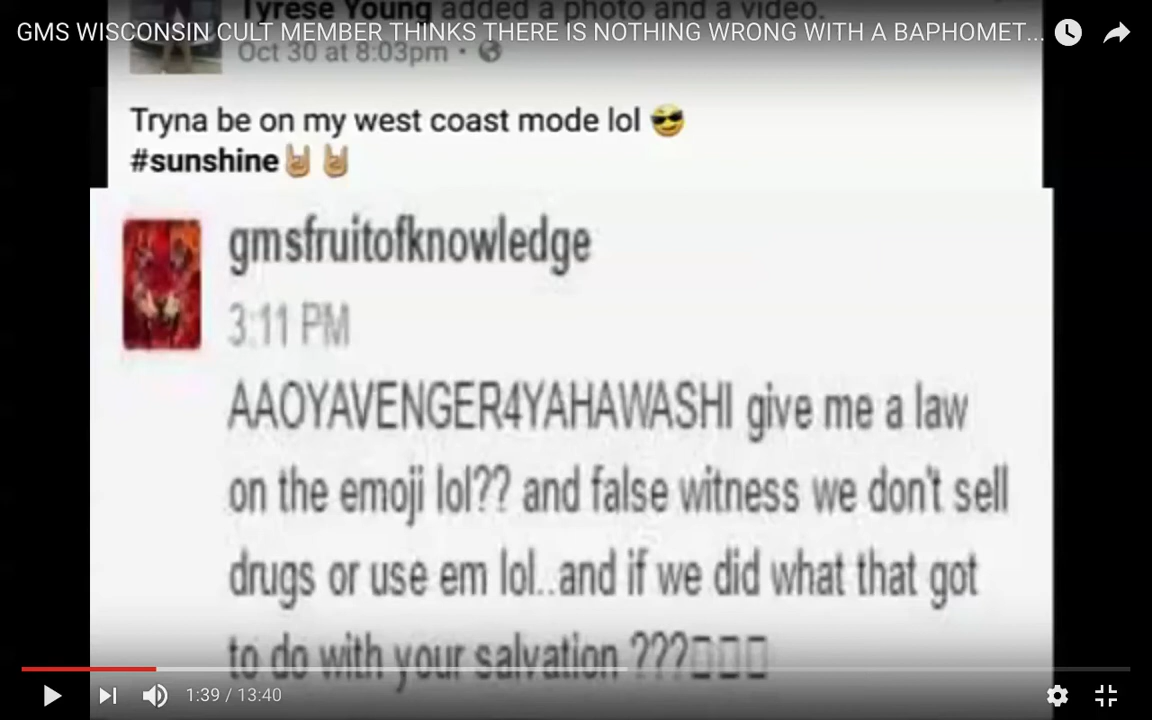 Tyrese Young added a photo and a video.
GMS WISCONSIN CULT MEMBER THINKS THERE IS NOTHING WRONG WITH A BAPHOMET...
Oct 30 at 8:03pm ·
Tryna be on my west coast mode lol 😎
#sunshine🤘🏼 🤘🏼
gmsfruitofknowledge
3:11 PM
AAOYAVENGER4YAHAWASHI give me a law
on the emoji lol?? and false witness we don't sell
drugs or use em lol..and if we did what that got
to do with your salvation ???▯▯▯
1:39 / 13:40